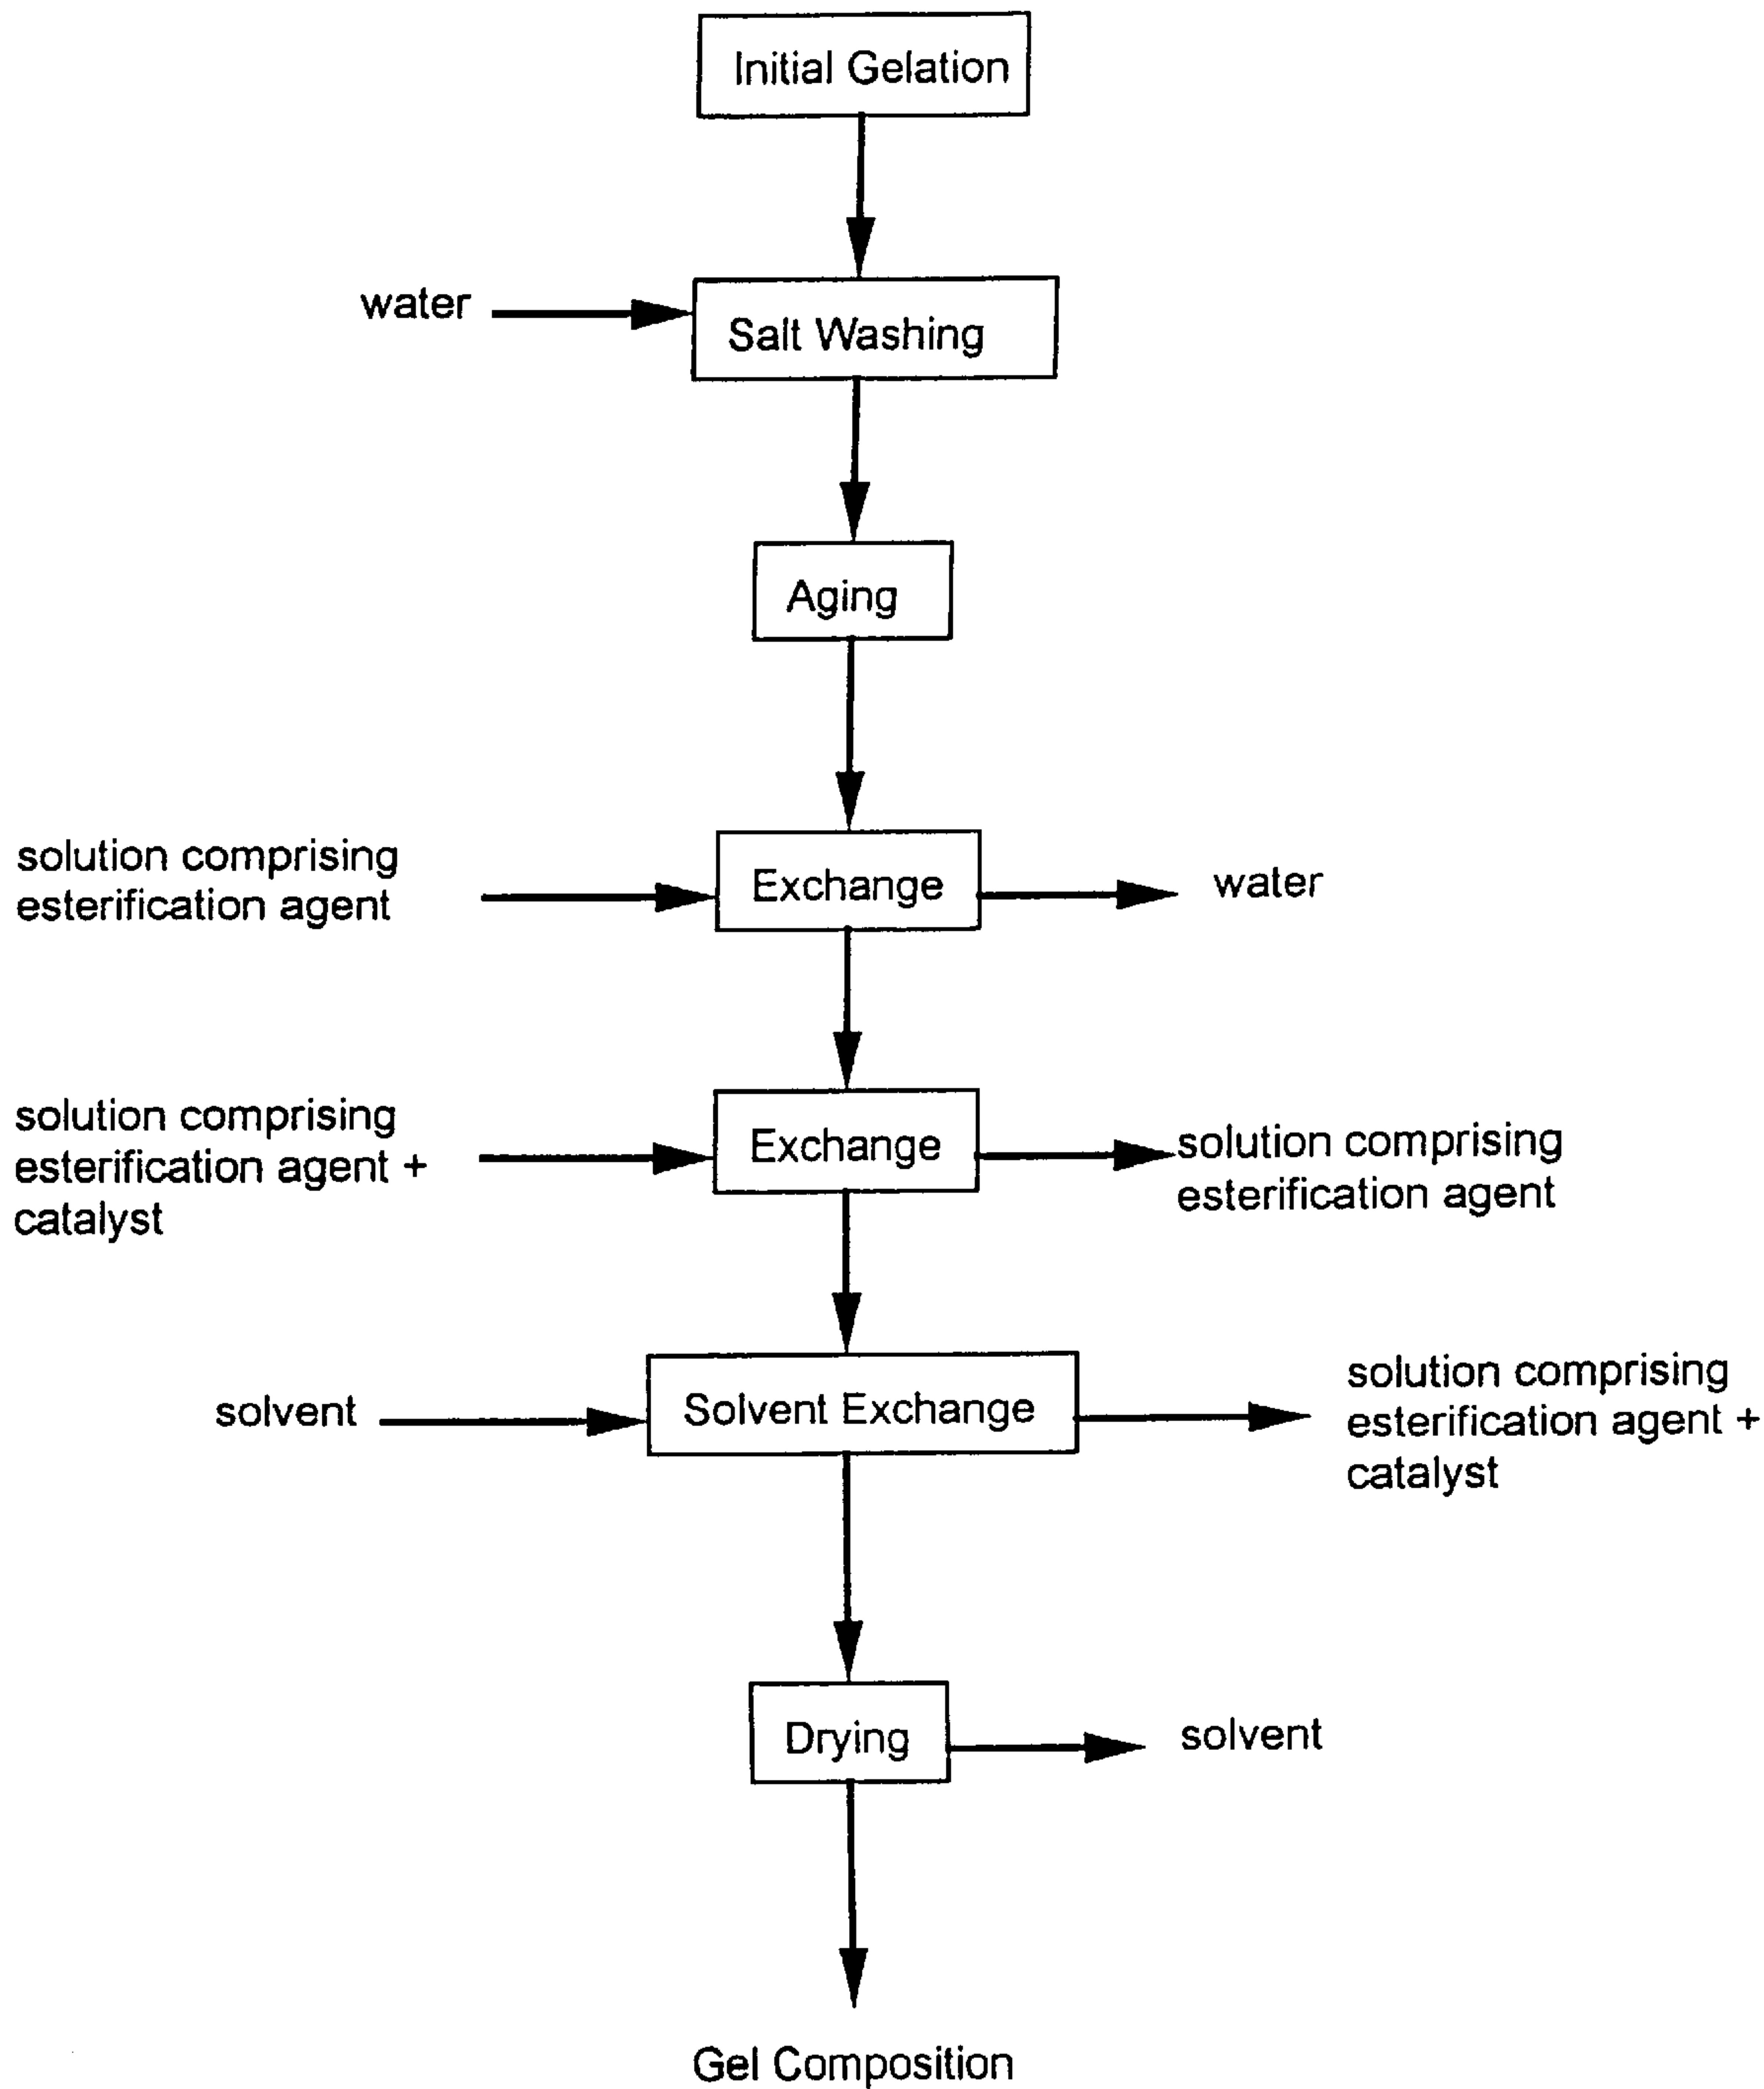 Initial Gelation
water
Salt Washing
Aging
solution comprising
esterification agent
Exchange
water
solution comprising
esterification agent +
catalyst
Exchange
solution comprising
esterification agent
solvent
Solvent Exchange
solution comprising
esterification agent +
catalyst
Drying
solvent
Gel Composition